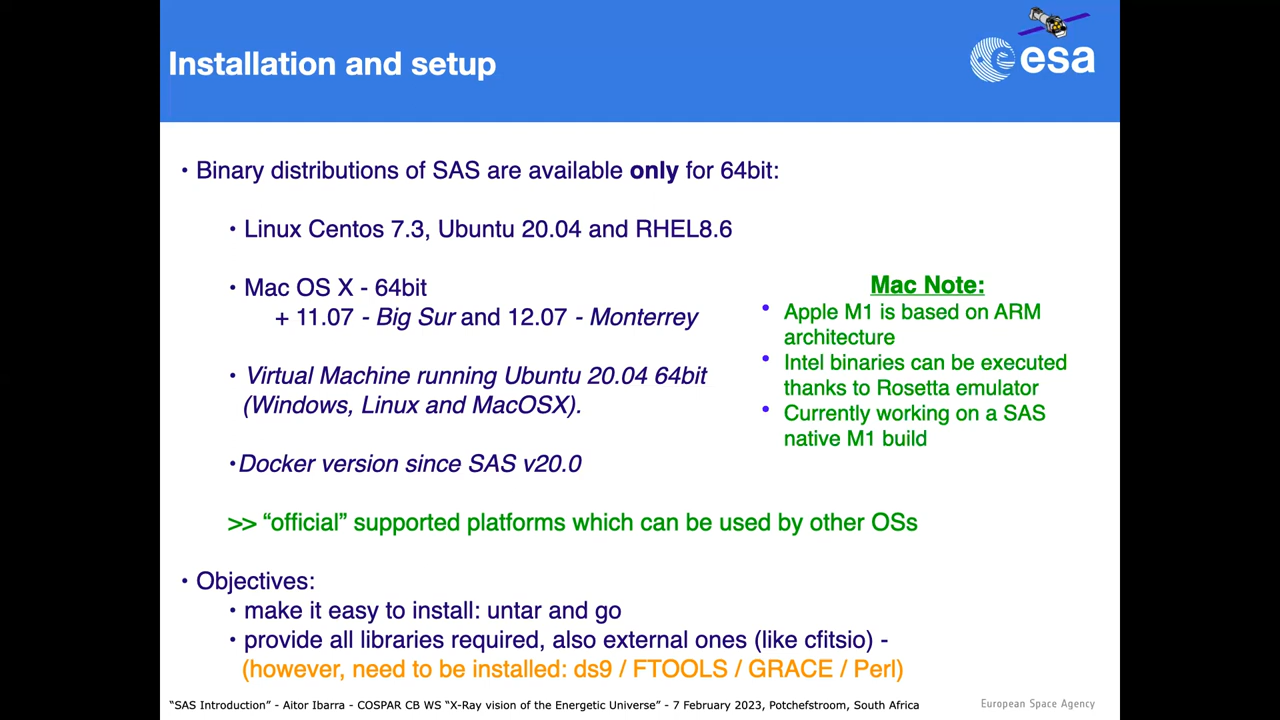 Installation and setup
esa
• Binary distributions of SAS are available only for 64bit:
• Linux Centos 7.3, Ubuntu 20.04 and RHEL8.6
• Mac OS X - 64bit
+ 11.07 - Big Sur and 12.07 - Monterrey
• Virtual Machine running Ubuntu 20.04 64bit
(Windows, Linux and MacOSX).
•Docker version since SAS v20.0
>> “official” supported platforms which can be used by other OSs
Mac Note:
• Apple M1 is based on ARM
architecture
• Intel binaries can be executed
thanks to Rosetta emulator
• Currently working on a SAS
native M1 build
• Objectives:
• make it easy to install: untar and go
• provide all libraries required, also external ones (like cfitsio) -
(however, need to be installed: ds9 / FTOOLS / GRACE / Perl)
“SAS Introduction” - Aitor Ibarra - COSPAR CB WS “X-Ray vision of the Energetic Universe” - 7 February 2023, Potchefstroom, South Africa
European Space Agency